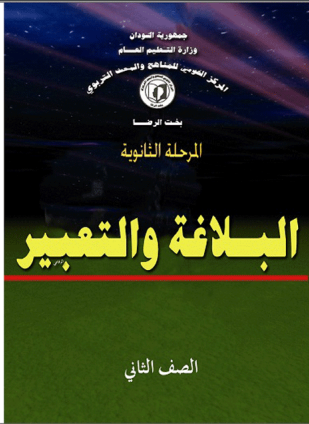 جمهورية السودان
وزارة التعليم العام
المركز القومي للمناهج والبحث التربوي
بخت الرضا
المرحلة الثانوية
البلاغة والتعبير
الصف الثاني